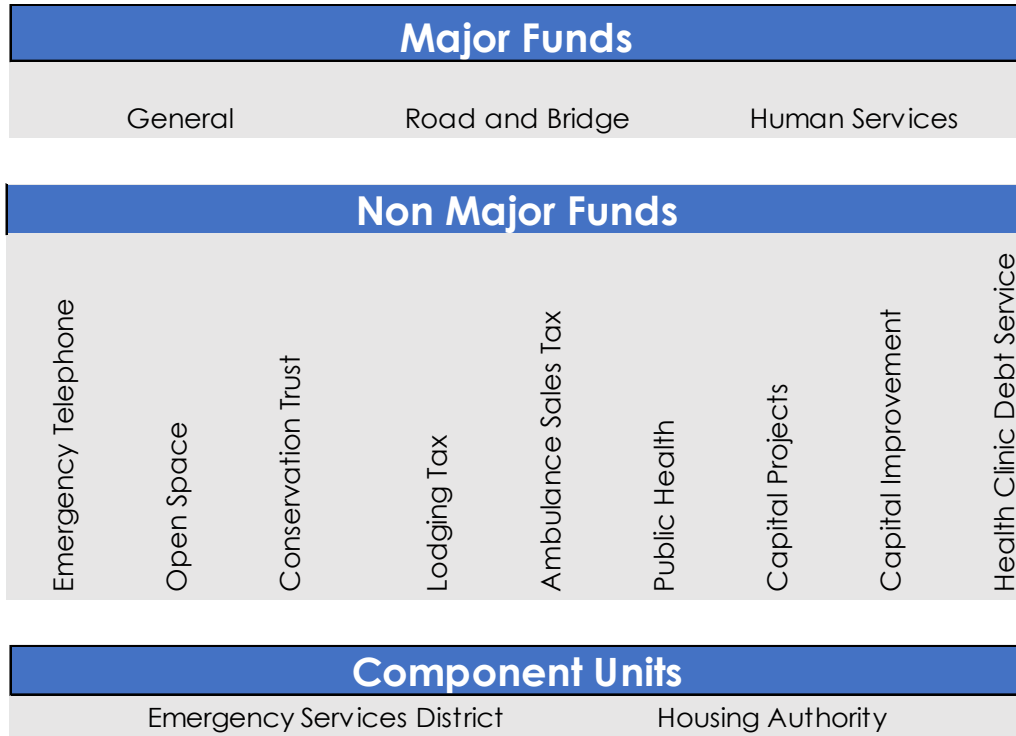 Major Funds
General Road and Bridge Human Services
Non Major Funds
Emergency Telephone
Open Space
Conservation Trust
Lodging Tax
Ambulance Sales Tax
Public Health
Capital Projects
Capital Improvement
Health Clinic Debt Service
Component Units
Emergency Services District Housing Authority